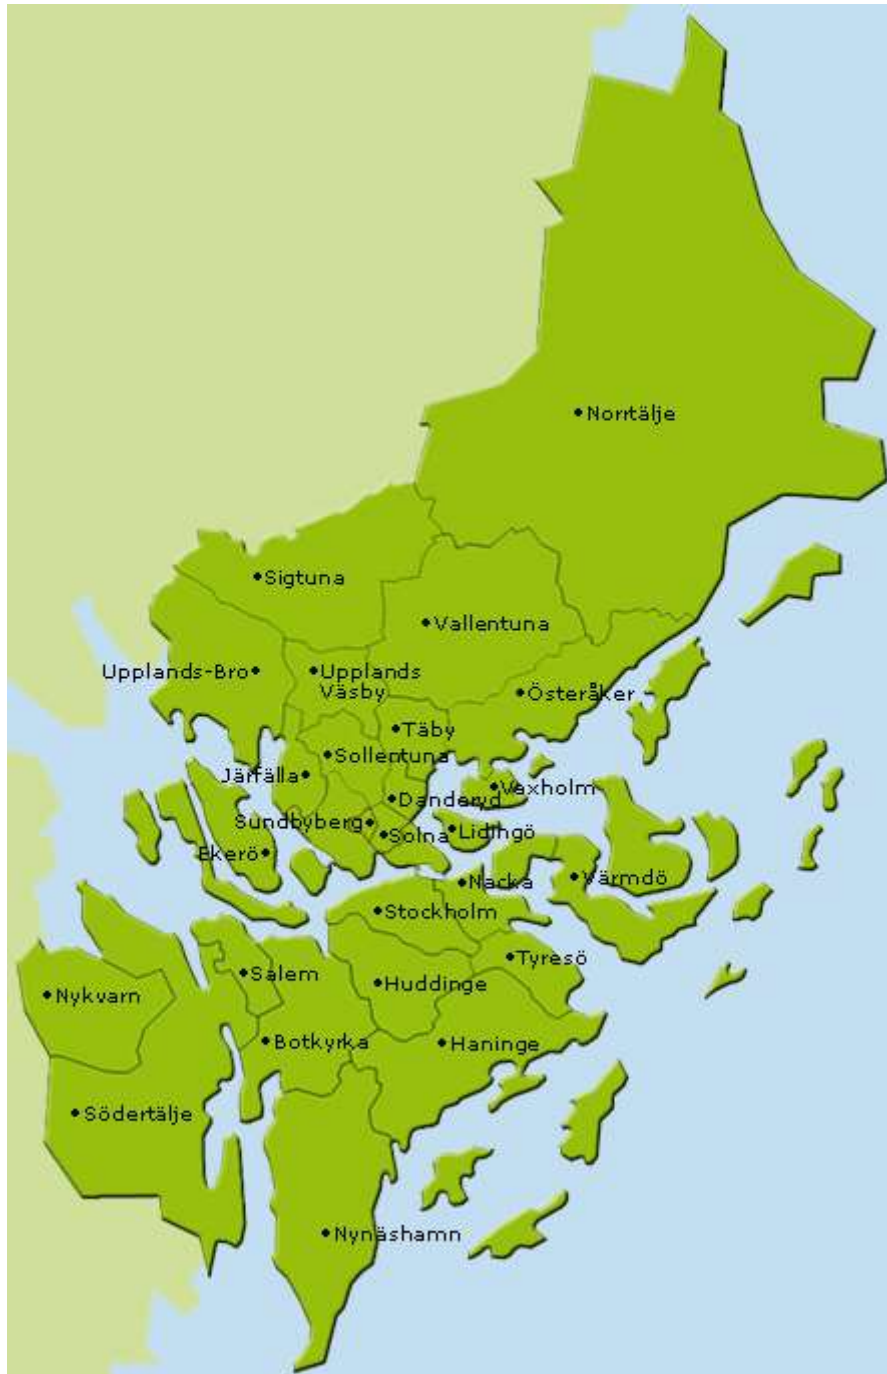 Norrtälje
Sigtuna
Vallentuna
Upplands-Bro
Upplands
Väsby
Österåker
Täby
Sollentuna
Järfälla
Vaxholm
Danderyd
Sundbyberg
Solna
Lidingö
Ekerö
Nacka
Värmdö
Stockholm
Tyresö
Salem
Huddinge
Nykvarn
Botkyrka
Haninge
Södertälje
Nynäshamn